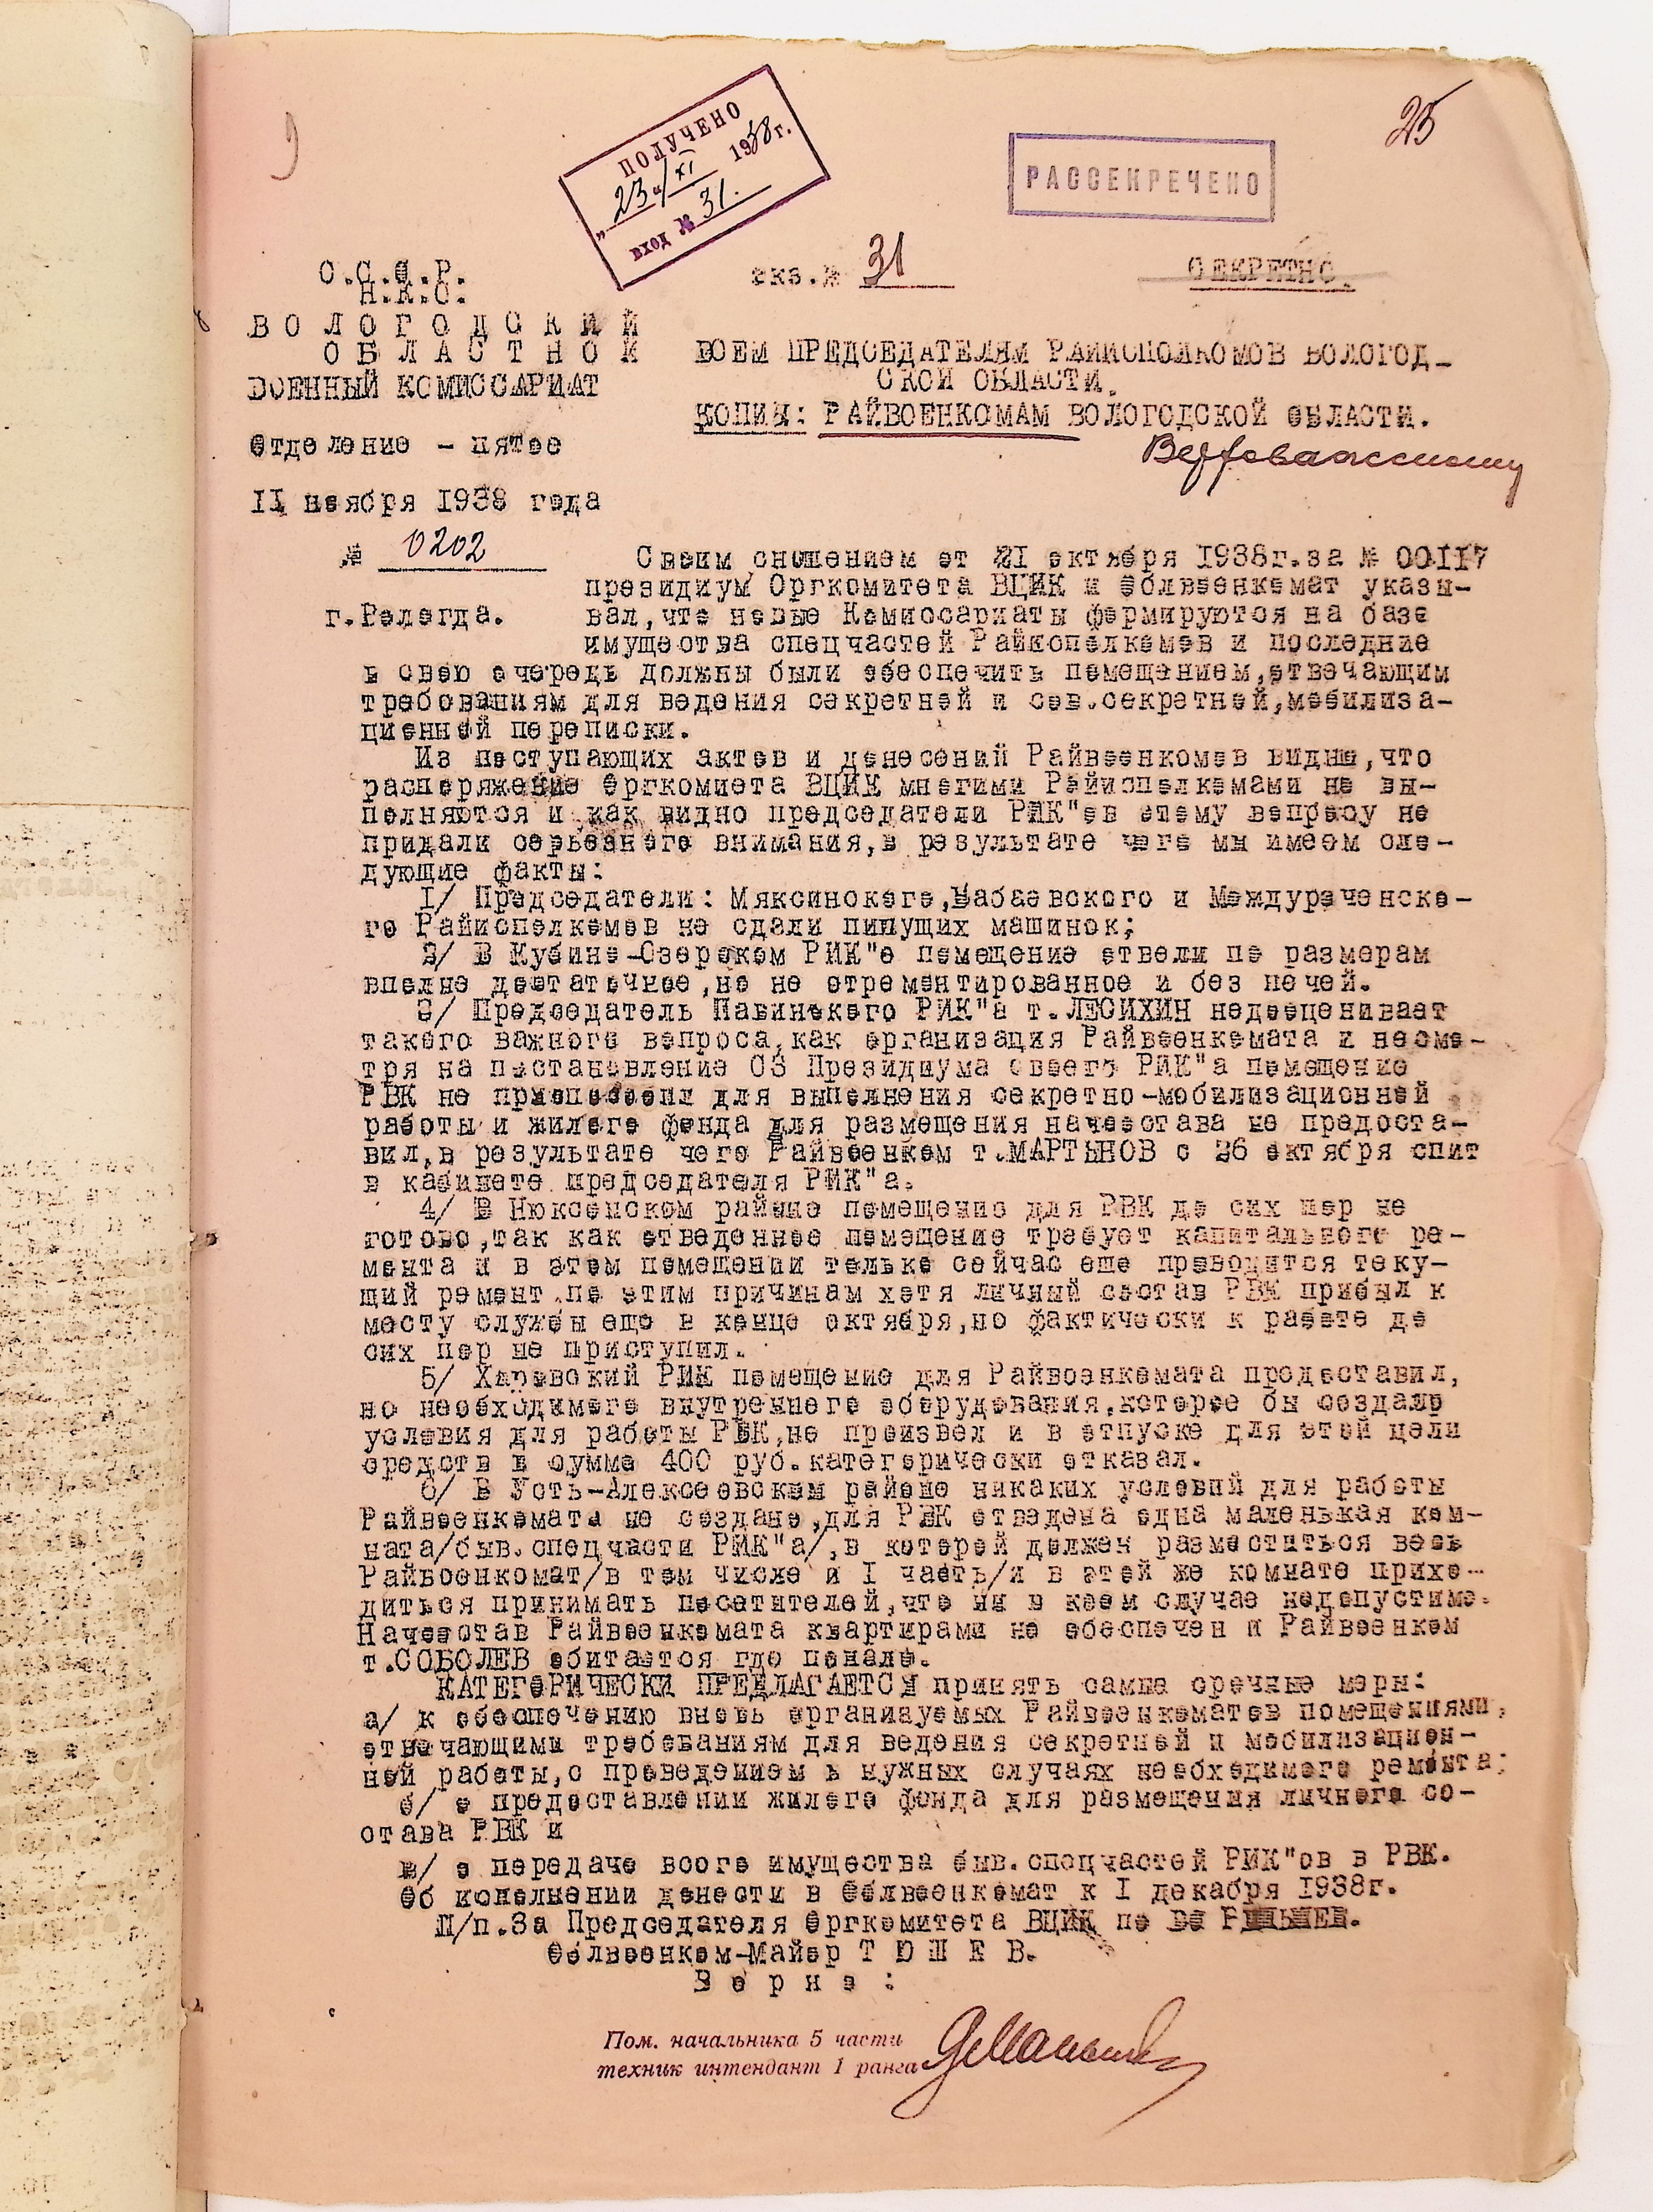 25
ПОЛУЧЕНО
„23“/XI 1938 г.
вход № 31.
РАССЕКРЕЧЕНО
С.С.С.Р.
Н.К.О.
ВОЛОГОДСКИЙ
ОБЛАСТНОЙ
ВОЕННЫЙ КОМИССАРИАТ
Отделение - пятое
11 ноября 1938 года
№ 0202
г.Вологда.
экз.№ 31
СЕКРЕТНО.
ВСЕМ ПРЕДСЕДАТЕЛЯМ РАЙИСПОЛКОМОВ ВОЛОГОД-
СКОЙ ОБЛАСТИ.
КОПИЯ: РАЙВОЕНКОМАМ ВОЛОГОДСКОЙ ОБЛАСТИ.
Верховажскому
Своим сношением от 21 октября 1938г.за № 00117
президиум Оргкомитета ВЦИК и Облвоенкомат указы-
вал,что новые Комиссариаты формируются на базе
имущества спецчастей Райисполкомов и последние
в свою очередь должны были обеспечить помещением,отвечающим
требованиям для ведения секретной и сов.секретной,мобилиза-
ционной переписки.
Из поступающих актов и донесений Райвоенкомов видно,что
распоряжение Оргкомиета ВЦИК многими Райисполкомами не вы-
полняются и как видно председатели РИК"ов этому вопросу не
придали серьезного внимания,в результате чего мы имеем сле-
дующие факты:
1/ Председатели: Мяксинского,Бабаевского и Междуреченско-
го Райисполкомов не сдали пишущих машинок;
2/ В Кубино-Озерском РИК"е помещение отвели по размерам
вполне достаточное,но не отремонтированное и без печей.
3/ Председатель Павинского РИК"а т.ЛЕСИХИН недооценивает
такого важного вопроса,как организация Райвоенкомата и несмо-
тря на постановление СЗ Президиума своего РИК"а помещение
РВК не приспособил для выполнения секретно-мобилизационной
работы и жилого фонда для размещения начсостава не предоста-
вил,в результате чего Райвоенком т.МАРТЫНОВ с 26 октября спит
в кабинете председателя РИК"а.
4/ В Нюксенском районе помещение для РВК до сих пор не
готово,так как отведенное помещение требует капитального ре-
монта и в этом помещении только сейчас еще проводится теку-
щий ремонт.по этим причинам хотя личный состав РВК прибыл к
месту службы еще в конце октября,но фактически к работе до
сих пор не приступил.
5/ Харовский РИК помещение для Райвоенкомата предоставил,
но необходимого внутреннего оборудования,которое бы создало
условия для работы РВК,не произвел и в отпуске для этой цели
средств в сумме 400 руб.категорически отказал.
6/ В Усть-Алексеевском районе никаких условий для работы
Райвоенкомата не создано,для РВК отведена одна маленькая ком-
ната/быв.спецчасти РИК"а/,в которой должен разместиться весь
Райвоенкомат/в том числе и 1 часть/и в этой же комнате прихо-
диться принимать посетителей,что ни в коем случае недопустимо.
Начсостав Райвоенкомата квартирами не обеспечен и Райвоенком
т.СОБОЛЕВ обитается где попало.
КАТЕГОРИЧЕСКИ ПРЕДЛАГАЕТСЯ принять самые срочные меры:
а/ к обеспечению вновь организуемых Райвоенкоматов помещениями,
отвечающими требованиям для ведения секретной и мобилизацион-
ной работы,с проведением в нужных случаях необходимого ремонта;
б/ о предоставлении жилого фонда для размещения личного со-
става РВК и
в/ о передаче всего имущества быв.спецчастей РИК"ов в РВК.
Об исполнении донести в Облвоенкомат к 1 декабря 1938г.
П/п.За Председателя Оргкомитета ВЦИК по ВО
Облвоенком-Майор Т Ю Ш Е В.
В е р н о :
Пом. начальника 5 части
техник интендант 1 ранга